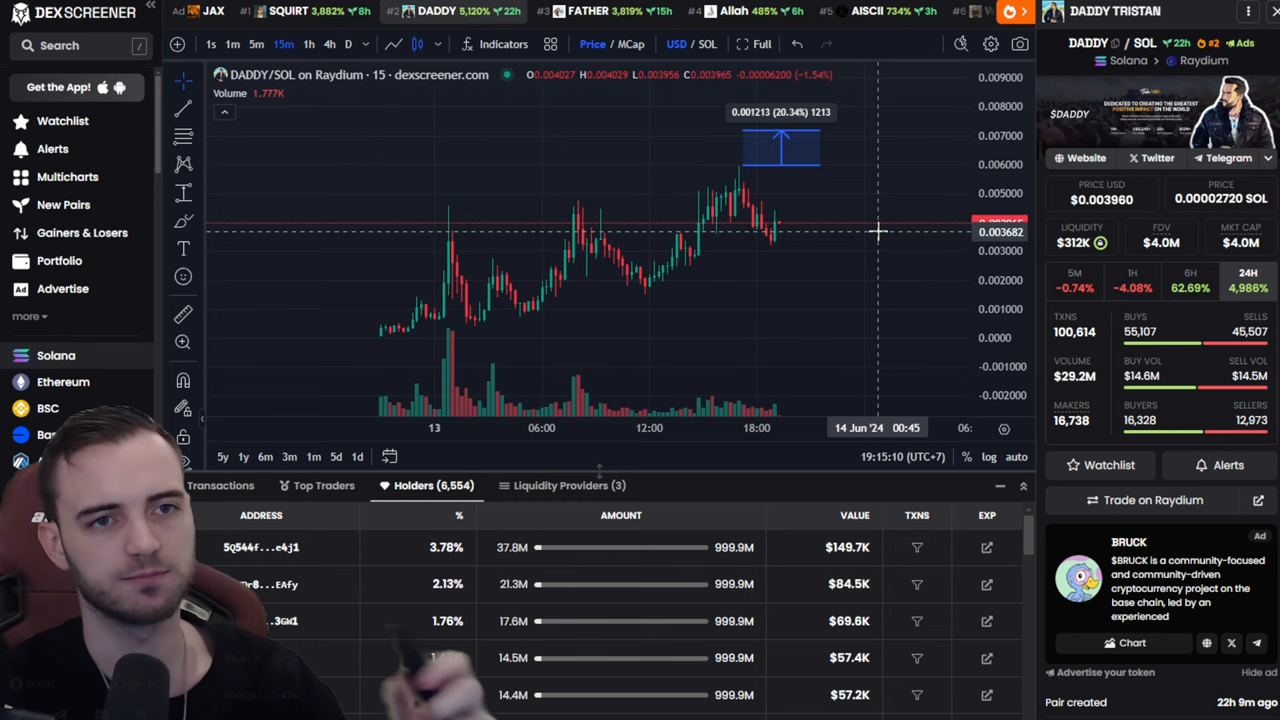 DEX SCREENER
Ad JAX
#1 SQUIRT 3,882% 8h
#2 DADDY 5,120% 22h
#3 FATHER 3,819% 15h
#4 Allah 485% 6h
#5 AISCII 734% 3h
#6
DADDY TRISTAN
Search /
Get the App!
Watchlist
Alerts
Multicharts
New Pairs
Gainers & Losers
Portfolio
Ad Advertise
more
Solana
Ethereum
BSC
1s 1m 5m 15m 1h 4h D
Indicators
Price / MCap
USD / SOL
Full
DADDY/SOL on Raydium · 15 · dexscreener.com
O0.004027 H0.004029 L0.003956 C0.003965 -0.00006200 (-1.54%)
Volume 1.777K
0.001213 (20.34%) 1213
0.009000
0.008000
0.007000
0.006000
0.005000
0.003682
0.003000
0.002000
0.001000
0.0000
-0.001000
-0.002000
13 06:00 12:00 18:00 14 Jun '24 00:45 06:
5y 1y 6m 3m 1m 5d 1d
19:15:10 (UTC+7) % log auto
Top Traders
Holders (6,554)
Liquidity Providers (3)
ADDRESS % AMOUNT VALUE TXNS EXP
5Q544f...e4j1 3.78% 37.8M 999.9M $149.7K
2.13% 21.3M 999.9M $84.5K
1.76% 17.6M 999.9M $69.6K
14.5M 999.9M $57.4K
14.4M 999.9M $57.2K
DADDY / SOL 22h #2 Ads
Solana > Raydium
$DADDY
DEDICATED TO CREATING THE GREATEST
POSITIVE IMPACT ON THE WORLD
Website
Twitter
Telegram
PRICE USD
$0.003960
PRICE
0.00002720 SOL
LIQUIDITY
$312K
FDV
$4.0M
MKT CAP
$4.0M
5M
-0.74%
1H
-4.08%
6H
62.69%
24H
4,986%
TXNS
100,614
BUYS
55,107
SELLS
45,507
VOLUME
$29.2M
BUY VOL
$14.6M
SELL VOL
$14.5M
MAKERS
16,738
BUYERS
16,328
SELLERS
12,973
Watchlist
Alerts
Trade on Raydium
BRUCK
Ad
$BRUCK is a community-focused
and community-driven
cryptocurrency project on the
base chain, led by an
experienced
Chart
Advertise your token
Hide ad
Pair created
22h 9m ago